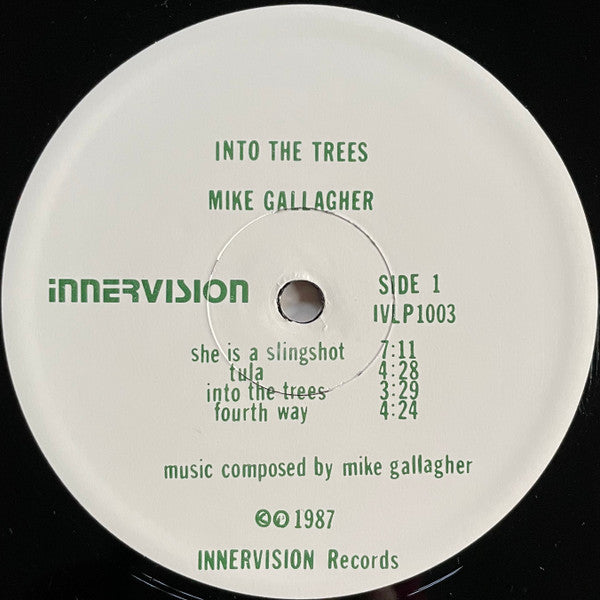 INTO THE TREES
MIKE GALLAGHER
INNERVISION
SIDE 1
IVLP1003
she is a slingshot 7:11
tula 4:28
into the trees 3:29
fourth way 4:24
music composed by mike gallagher
©℗1987
INNERVISION Records